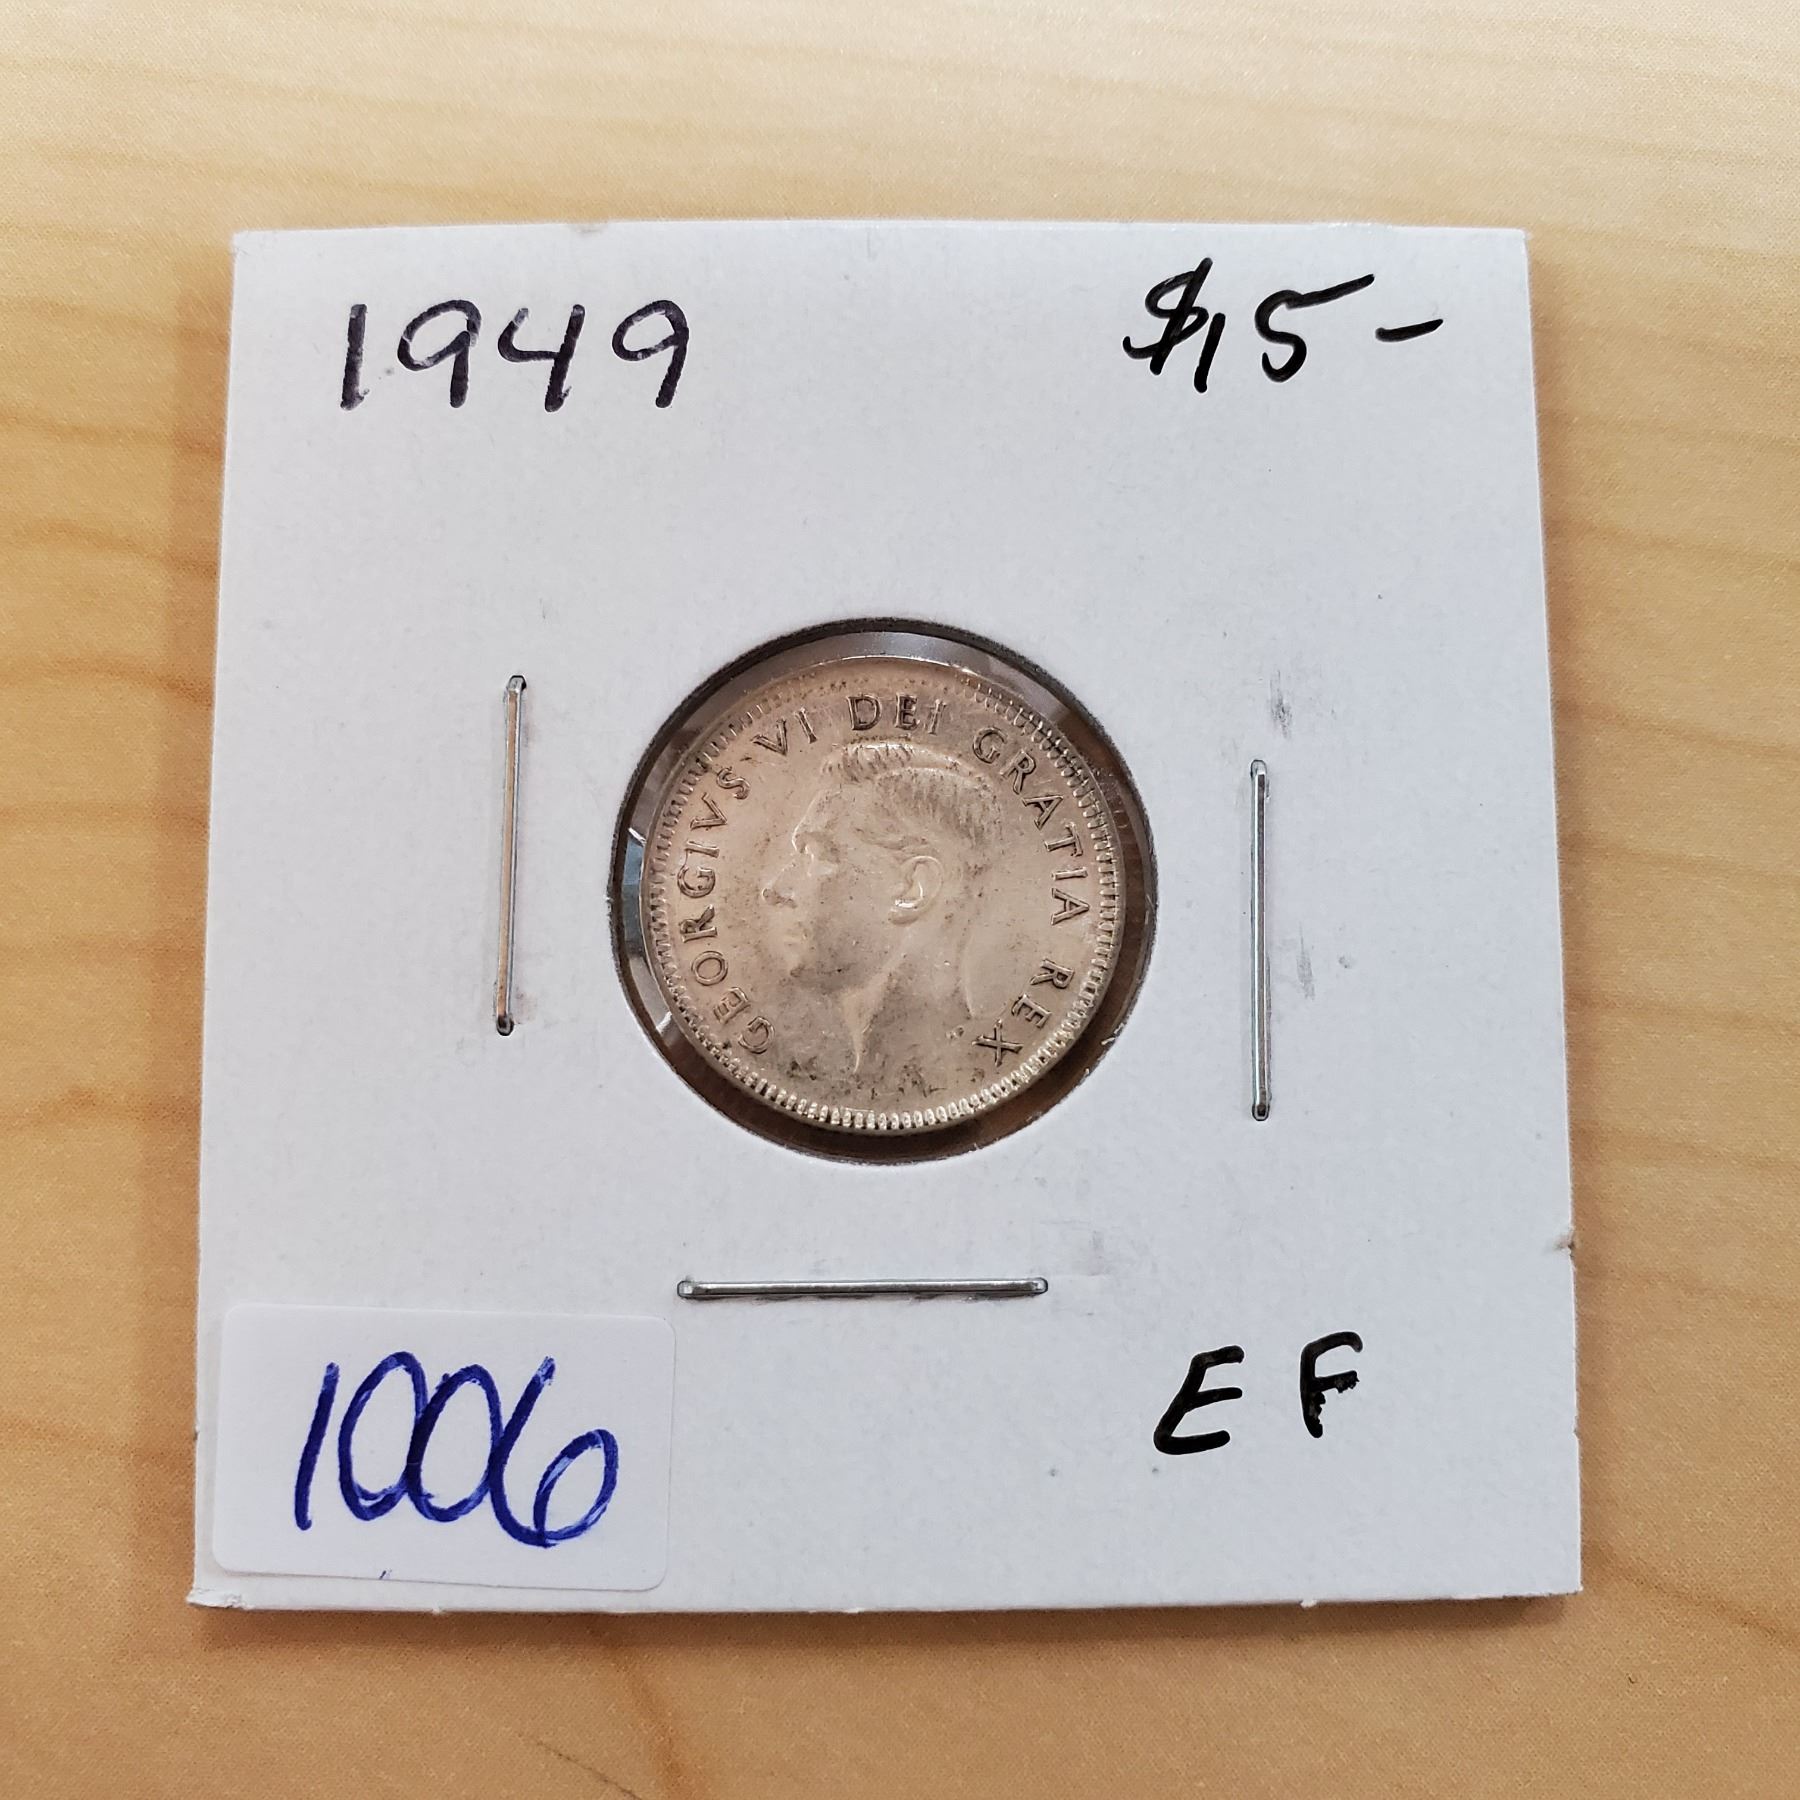 1949
$15-
GEORGIVS VI DEI GRATIA REX
EF
1006